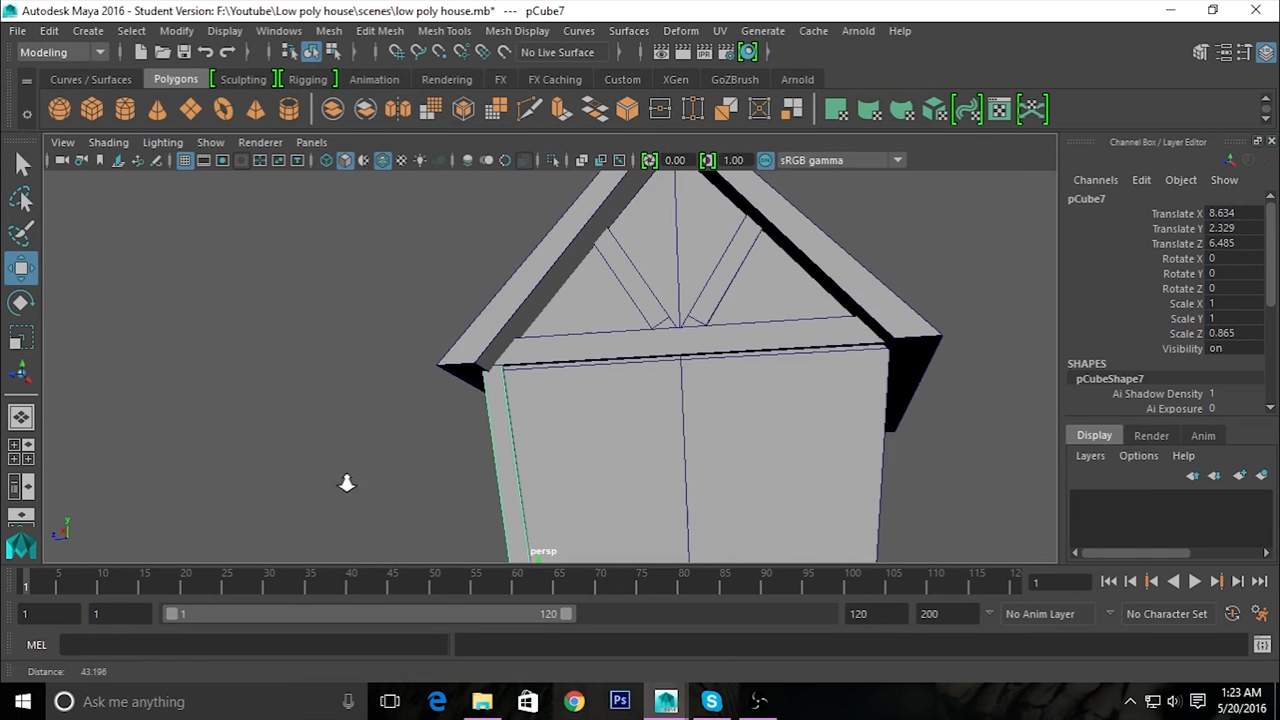 Autodesk Maya 2016 - Student Version: F:\Youtube\Low poly house\scenes\low poly house.mb* --- pCube7
File Edit Create Select Modify Display Windows Mesh Edit Mesh Mesh Tools Mesh Display Curves Surfaces Deform UV Generate Cache Arnold Help
Modeling No Live Surface IPR
Curves / Surfaces Polygons Sculpting Rigging Animation Rendering FX FX Caching Custom XGen GoZBrush Arnold
View Shading Lighting Show Renderer Panels
0.00 1.00 sRGB gamma
Channel Box / Layer Editor
Channels Edit Object Show
pCube7
Translate X 8.634
Translate Y 2.329
Translate Z 6.485
Rotate X 0
Rotate Y 0
Rotate Z 0
Scale X 1
Scale Y 1
Scale Z 0.865
Visibility on
SHAPES
pCubeShape7
Ai Shadow Density 1
Ai Exposure 0
Display Render Anim
Layers Options Help
y
z
persp
5 10 15 20 25 30 35 40 45 50 55 60 65 70 75 80 85 90 95 100 105 110 115 12
1 1
1 1 1 120 120 200 No Anim Layer No Character Set
MEL
Distance: 43.196
Ask me anything
Ps
1:23 AM
5/20/2016